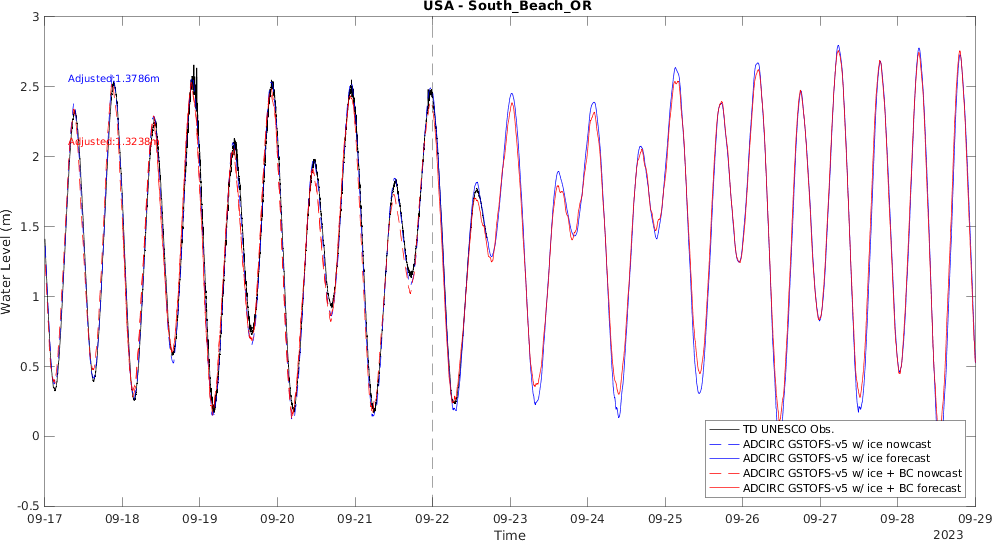 USA - South_Beach_OR
3
2.5
2
1.5
1
0.5
0
-0.5
Water Level (m)
Adjusted:1.3786m
Adjusted:1.3238m
TD UNESCO Obs.
ADCIRC GSTOFS-v5 w/ ice nowcast
ADCIRC GSTOFS-v5 w/ ice forecast
ADCIRC GSTOFS-v5 w/ ice + BC nowcast
ADCIRC GSTOFS-v5 w/ ice + BC forecast
09-17 09-18 09-19 09-20 09-21 09-22 09-23 09-24 09-25 09-26 09-27 09-28 09-29
Time
2023